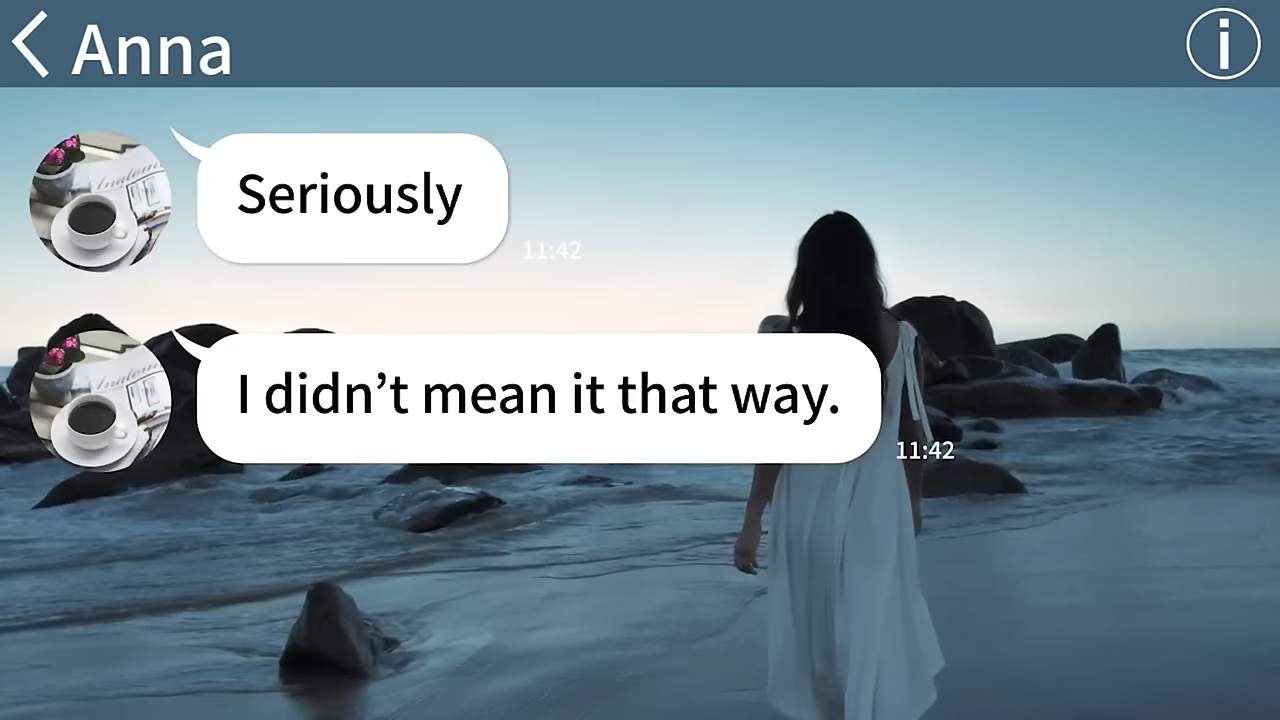 Anna
Seriously
11:42
I didn’t mean it that way.
11:42